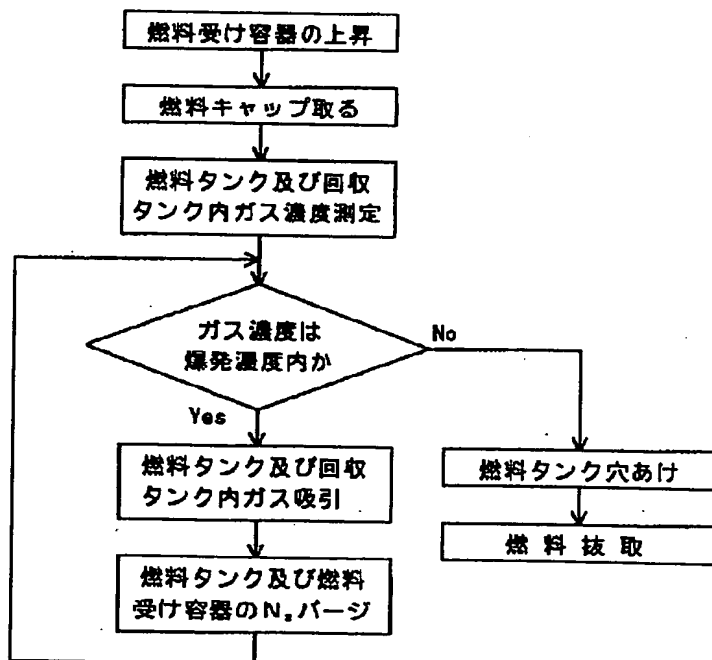 燃料受け容器の上昇
燃料キャップ取る
燃料タンク及び回収
タンク内ガス濃度測定
ガス濃度は
爆発濃度内か
No
Yes
燃料タンク及び回収
タンク内ガス吸引
燃料タンク穴あけ
燃料抜取
燃料タンク及び燃料
受け容器のN₂パージ